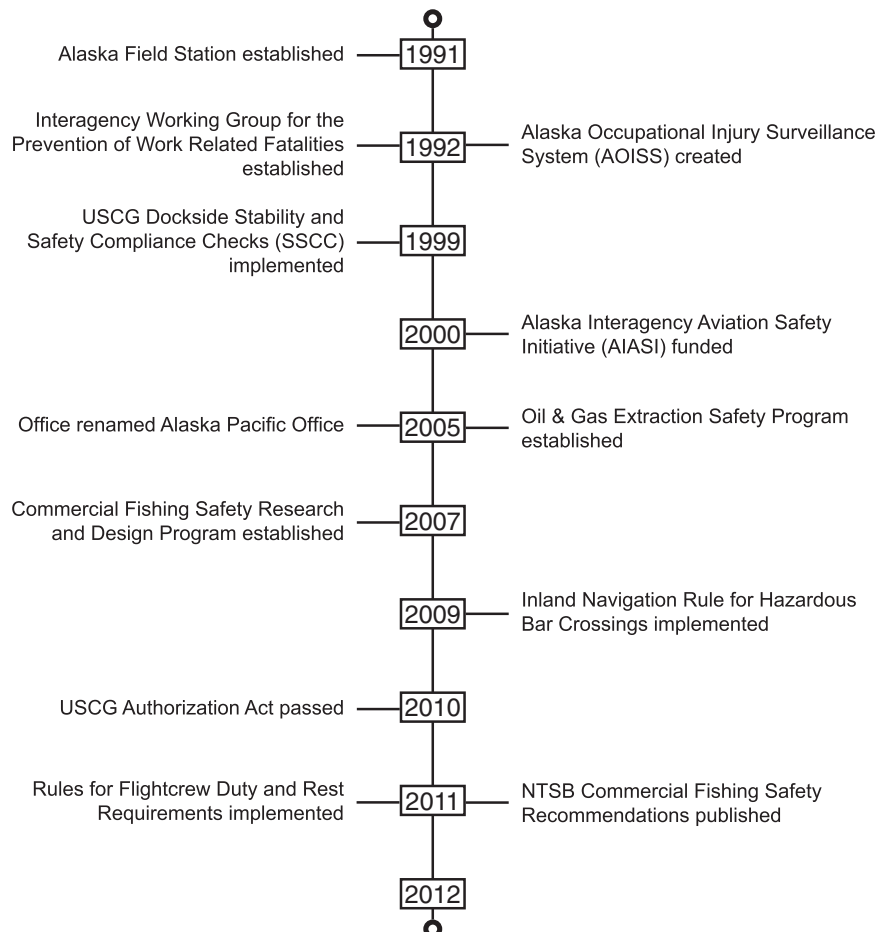 Alaska Field Station established
1991
Interagency Working Group for the
Prevention of Work Related Fatalities
established
1992
Alaska Occupational Injury Surveillance
System (AOISS) created
USCG Dockside Stability and
Safety Compliance Checks (SSCC)
implemented
1999
2000
Alaska Interagency Aviation Safety
Initiative (AIASI) funded
Office renamed Alaska Pacific Office
2005
Oil & Gas Extraction Safety Program
established
Commercial Fishing Safety Research
and Design Program established
2007
2009
Inland Navigation Rule for Hazardous
Bar Crossings implemented
USCG Authorization Act passed
2010
Rules for Flightcrew Duty and Rest
Requirements implemented
2011
NTSB Commercial Fishing Safety
Recommendations published
2012